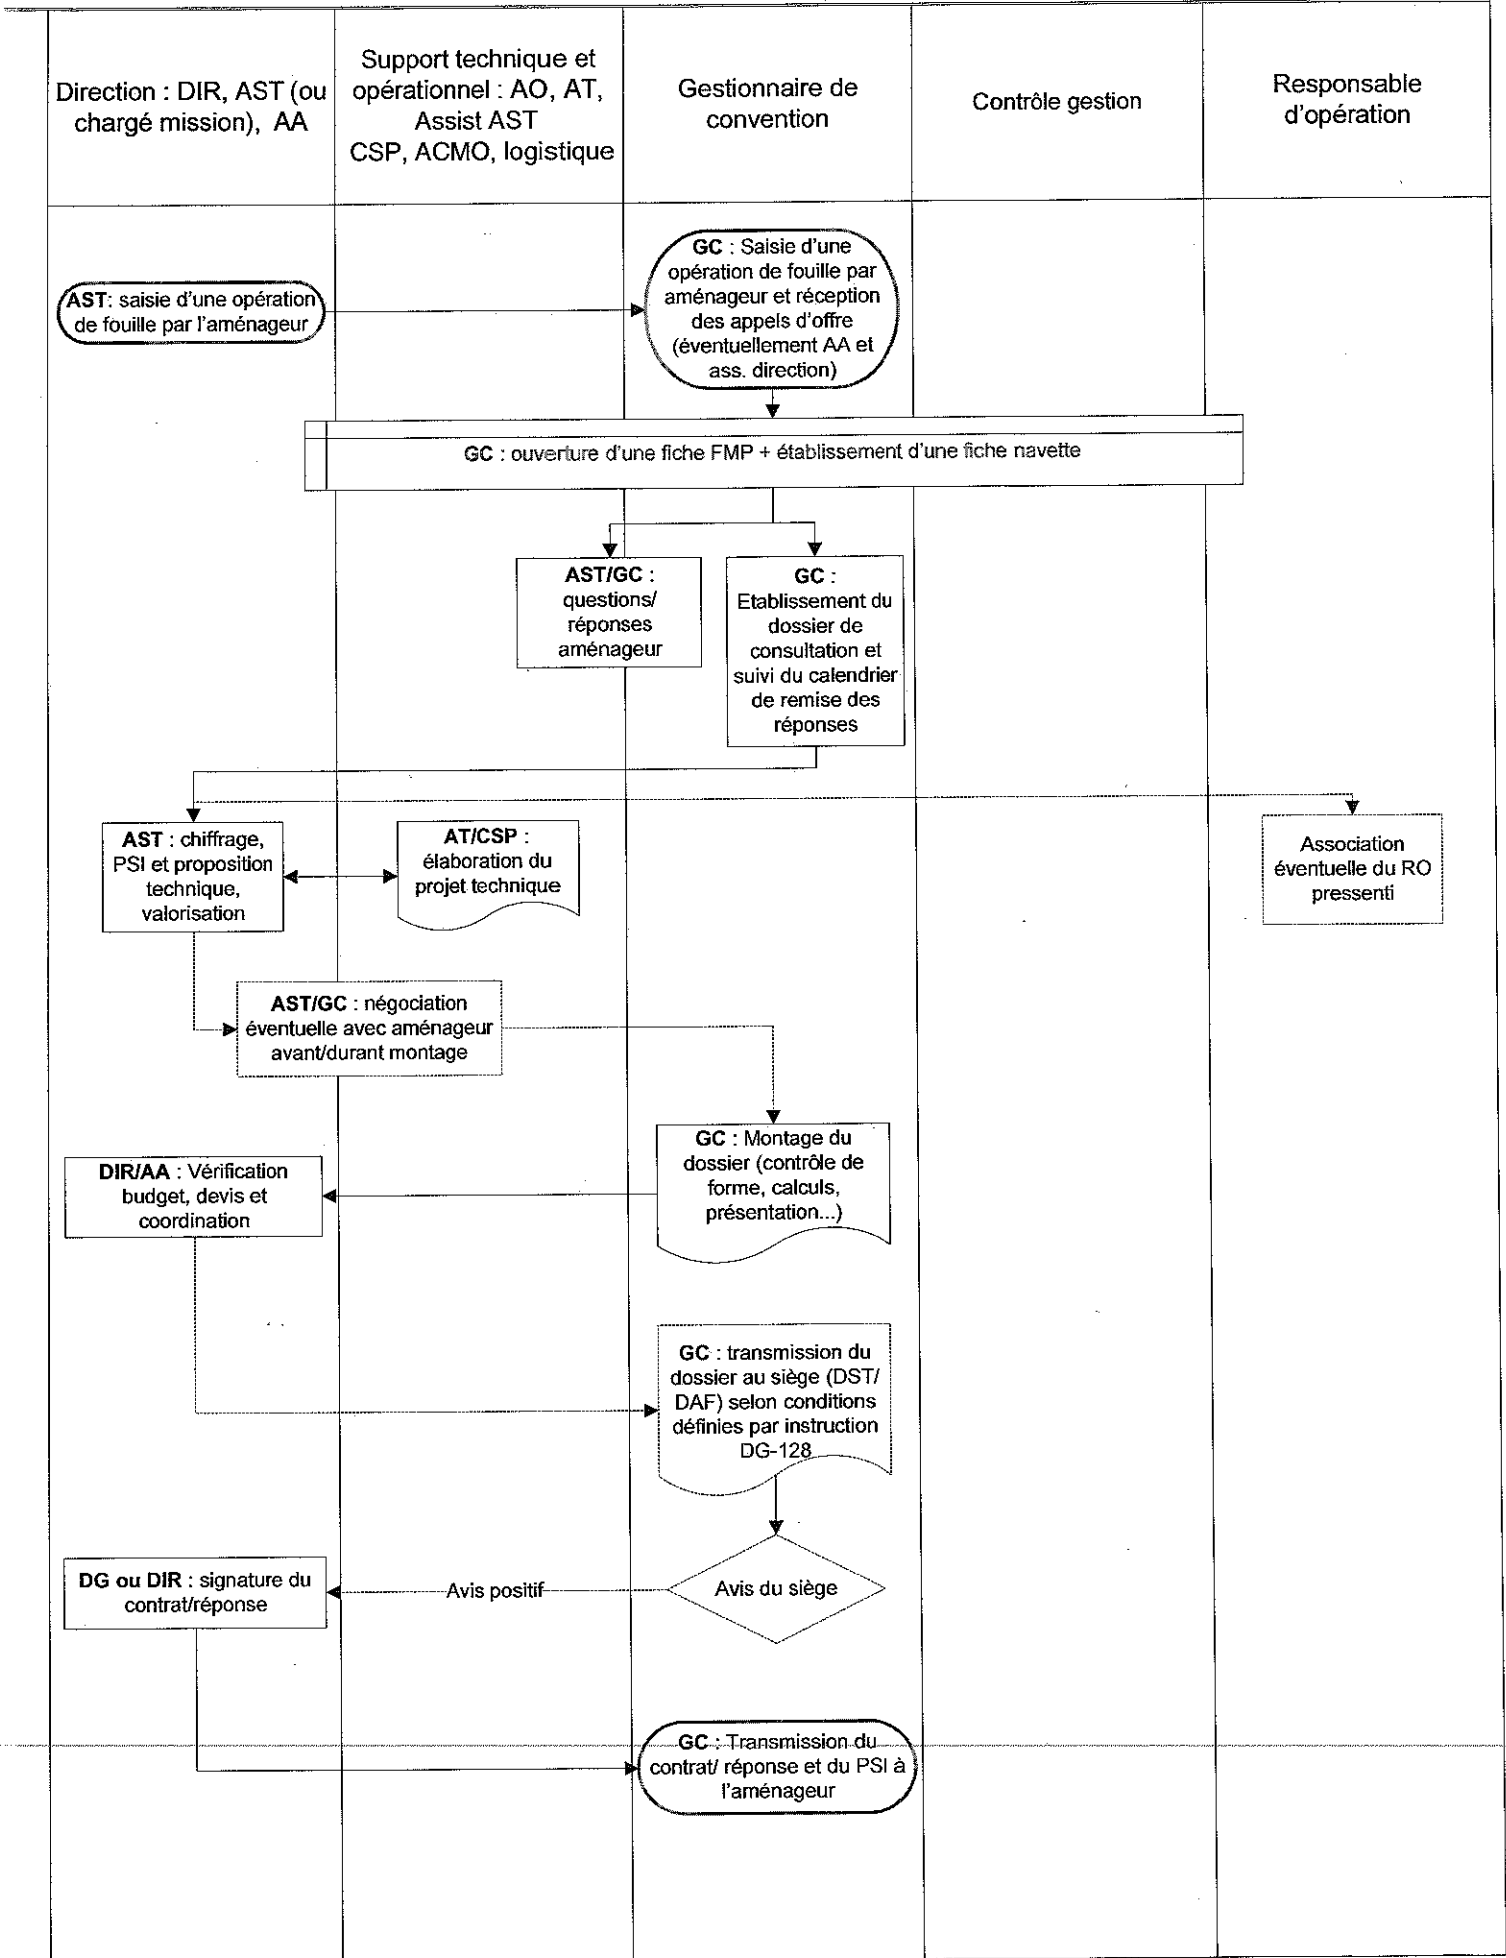 Direction : DIR, AST (ou
chargé mission), AA
Support technique et
opérationnel : AO, AT,
Assist AST
CSP, ACMO, logistique
Gestionnaire de
convention
Contrôle gestion
Responsable
d'opération
AST: saisie d'une opération
de fouille par l'aménageur
GC : Saisie d'une
opération de fouille par
aménageur et réception
des appels d'offre
(éventuellement AA et
ass. direction)
GC : ouverture d'une fiche FMP + établissement d'une fiche navette
AST/GC :
questions/
réponses
aménageur
GC :
Etablissement du
dossier de
consultation et
suivi du calendrier
de remise des
réponses
AST : chiffrage,
PSI et proposition
technique,
valorisation
AT/CSP :
élaboration du
projet technique
Association
éventuelle du RO
pressenti
AST/GC : négociation
éventuelle avec aménageur
avant/durant montage
GC : Montage du
dossier (contrôle de
forme, calculs,
présentation...)
DIR/AA : Vérification
budget, devis et
coordination
GC : transmission du
dossier au siège (DST/
DAF) selon conditions
définies par instruction
DG-128
DG ou DIR : signature du
contrat/réponse
Avis positif
Avis du siège
GC : Transmission du
contrat/ réponse et du PSI à
l'aménageur